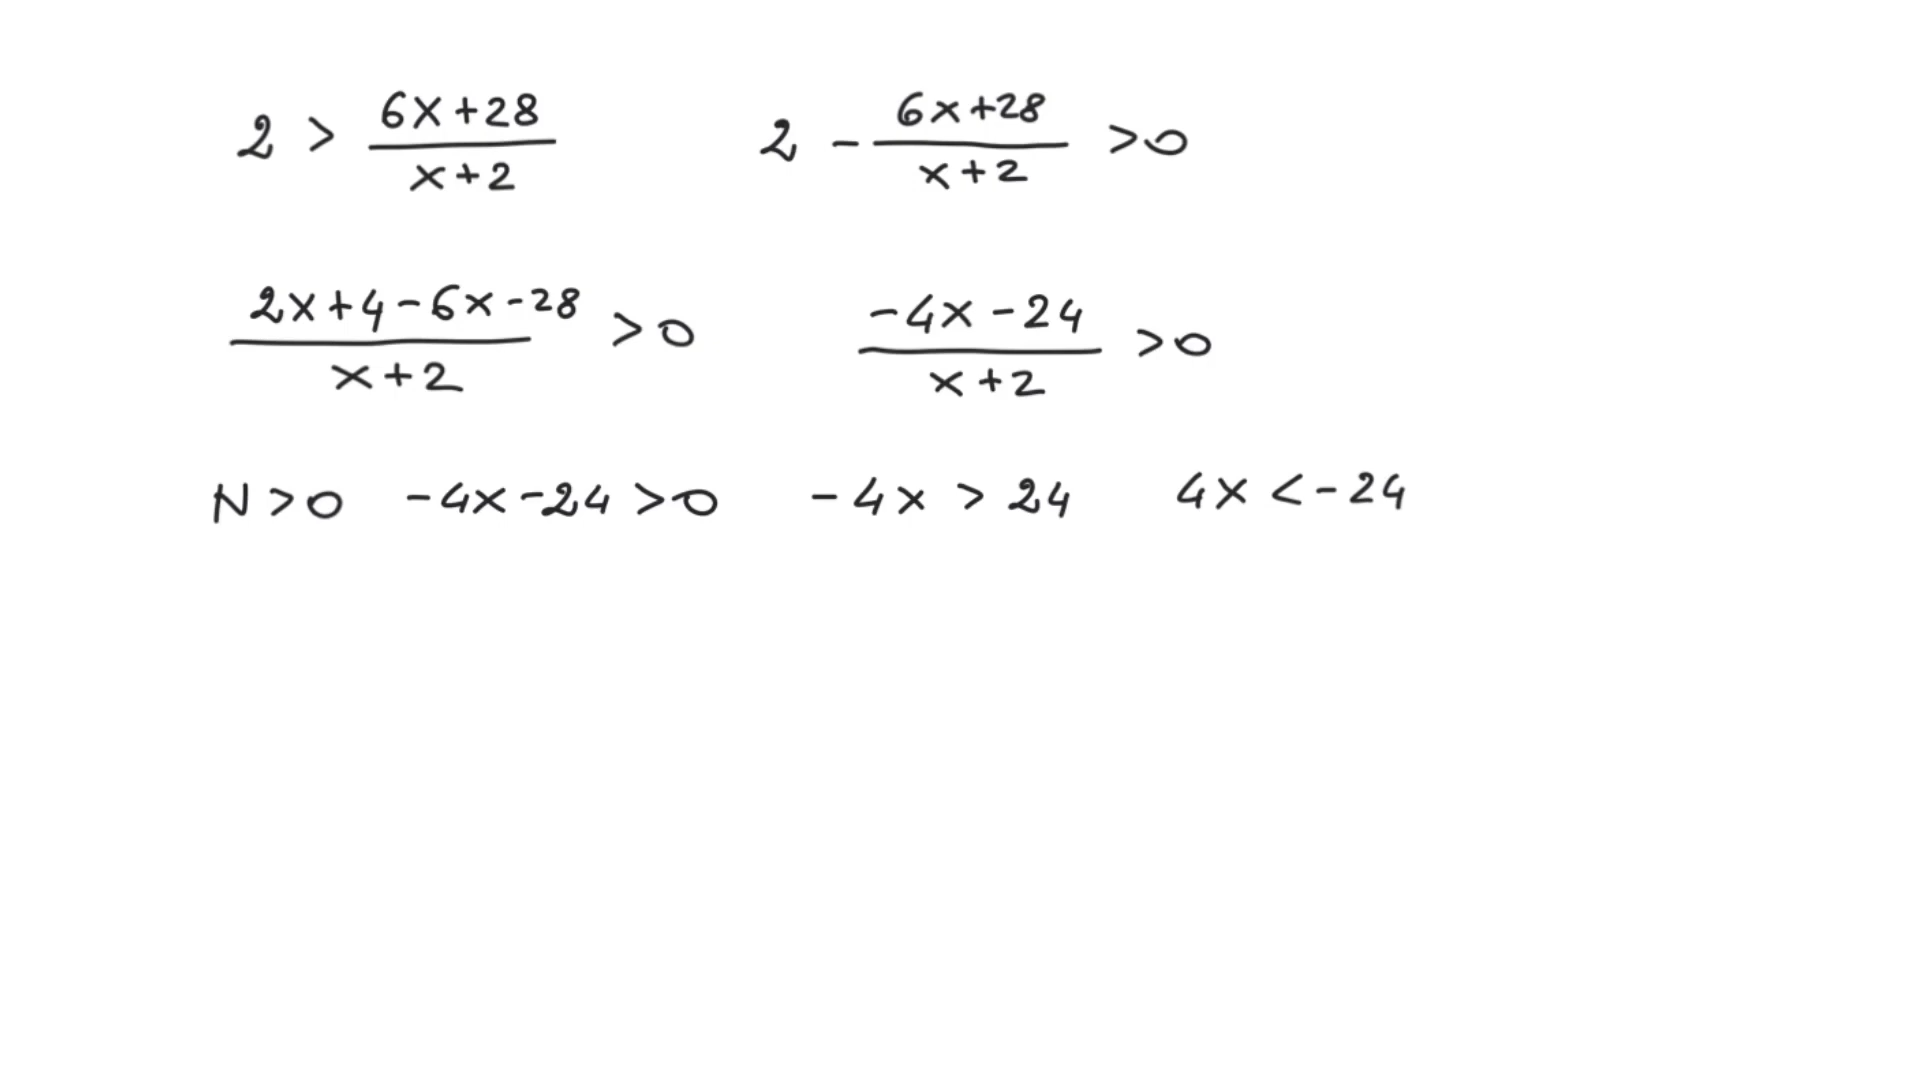 2 > (6x+28)/(x+2)   2 - (6x+28)/(x+2) >0
(2x+4-6x-28)/(x+2) >0   (-4x-24)/(x+2) >0
N>0   -4x-24>0   -4x > 24   4x < -24